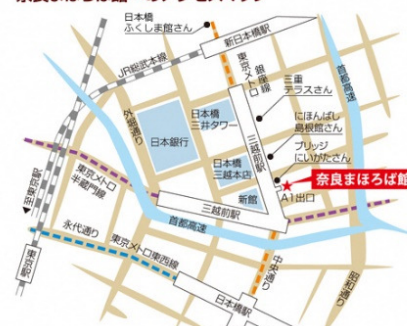 日本橋
ふくしま館さん
新日本橋駅
JR総武本線
東京メトロ
銀座線
三重
テラスさん
首都高速
外堀通り
日本橋
三井タワー
にほんばし
島根館さん
日本銀行
三越前駅
ブリッジ
にいがたさん
日本橋
三越本店
奈良まほろば館
新館
A1出口
至東京駅
東京メトロ
半蔵門線
三越前駅
首都高速
永代通り
東京メトロ東西線
東京駅
中央通り
昭和通り
日本橋駅